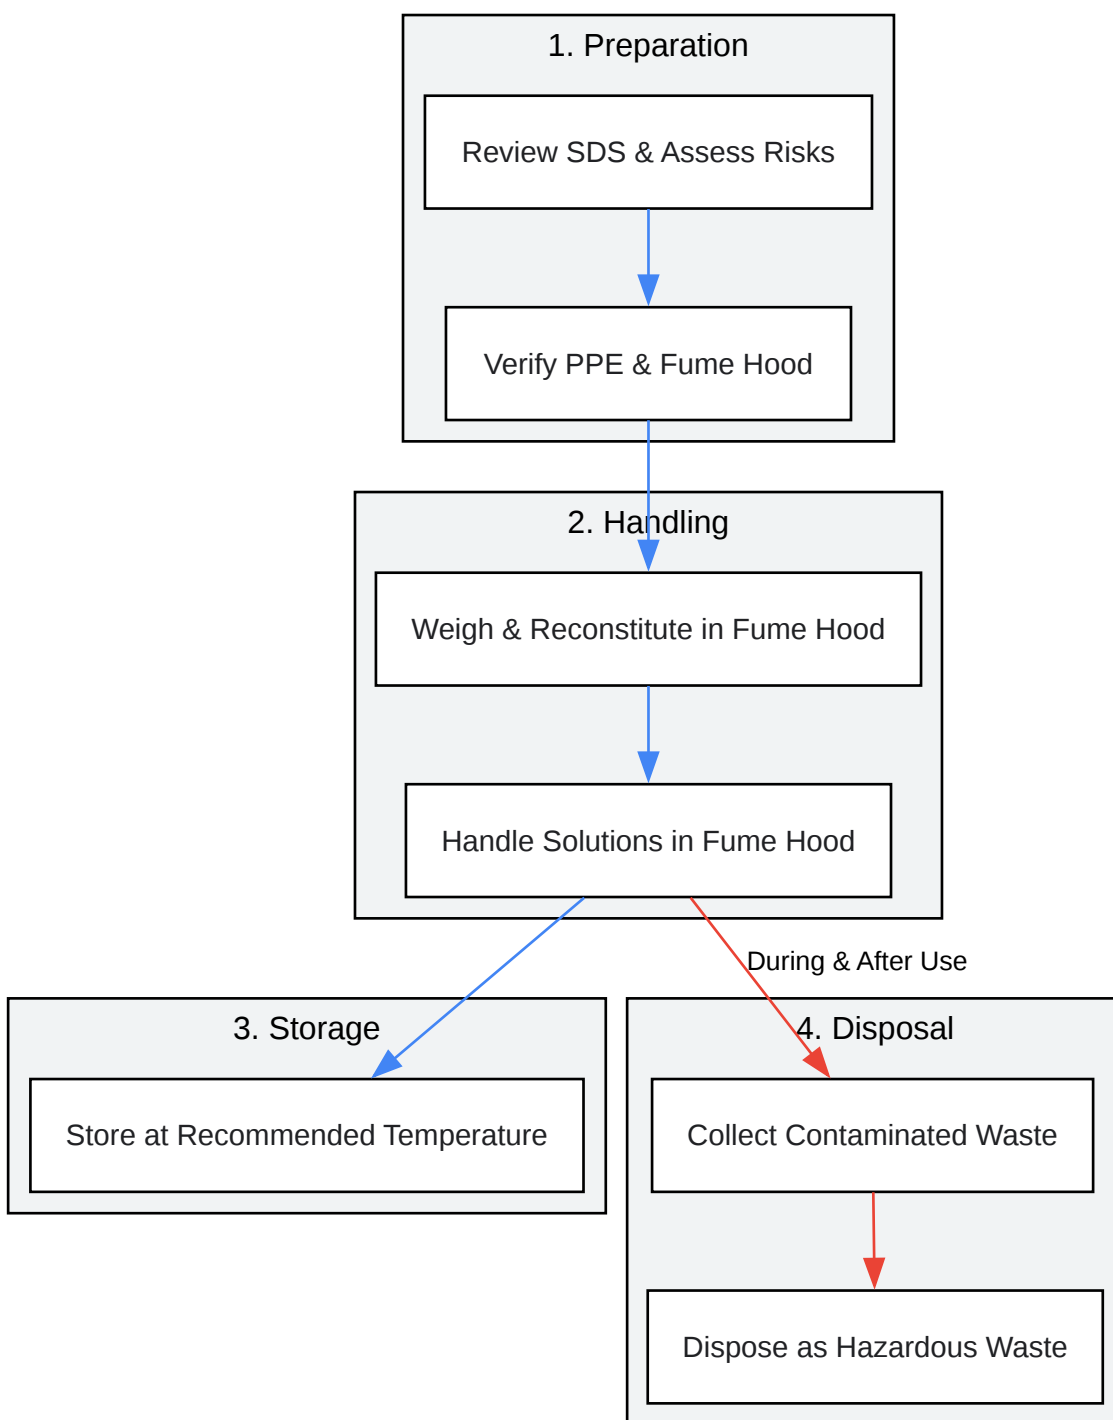 1. Preparation
Review SDS & Assess Risks
Verify PPE & Fume Hood
2. Handling
Weigh & Reconstitute in Fume Hood
Handle Solutions in Fume Hood
During & After Use
3. Storage
Store at Recommended Temperature
4. Disposal
Collect Contaminated Waste
Dispose as Hazardous Waste